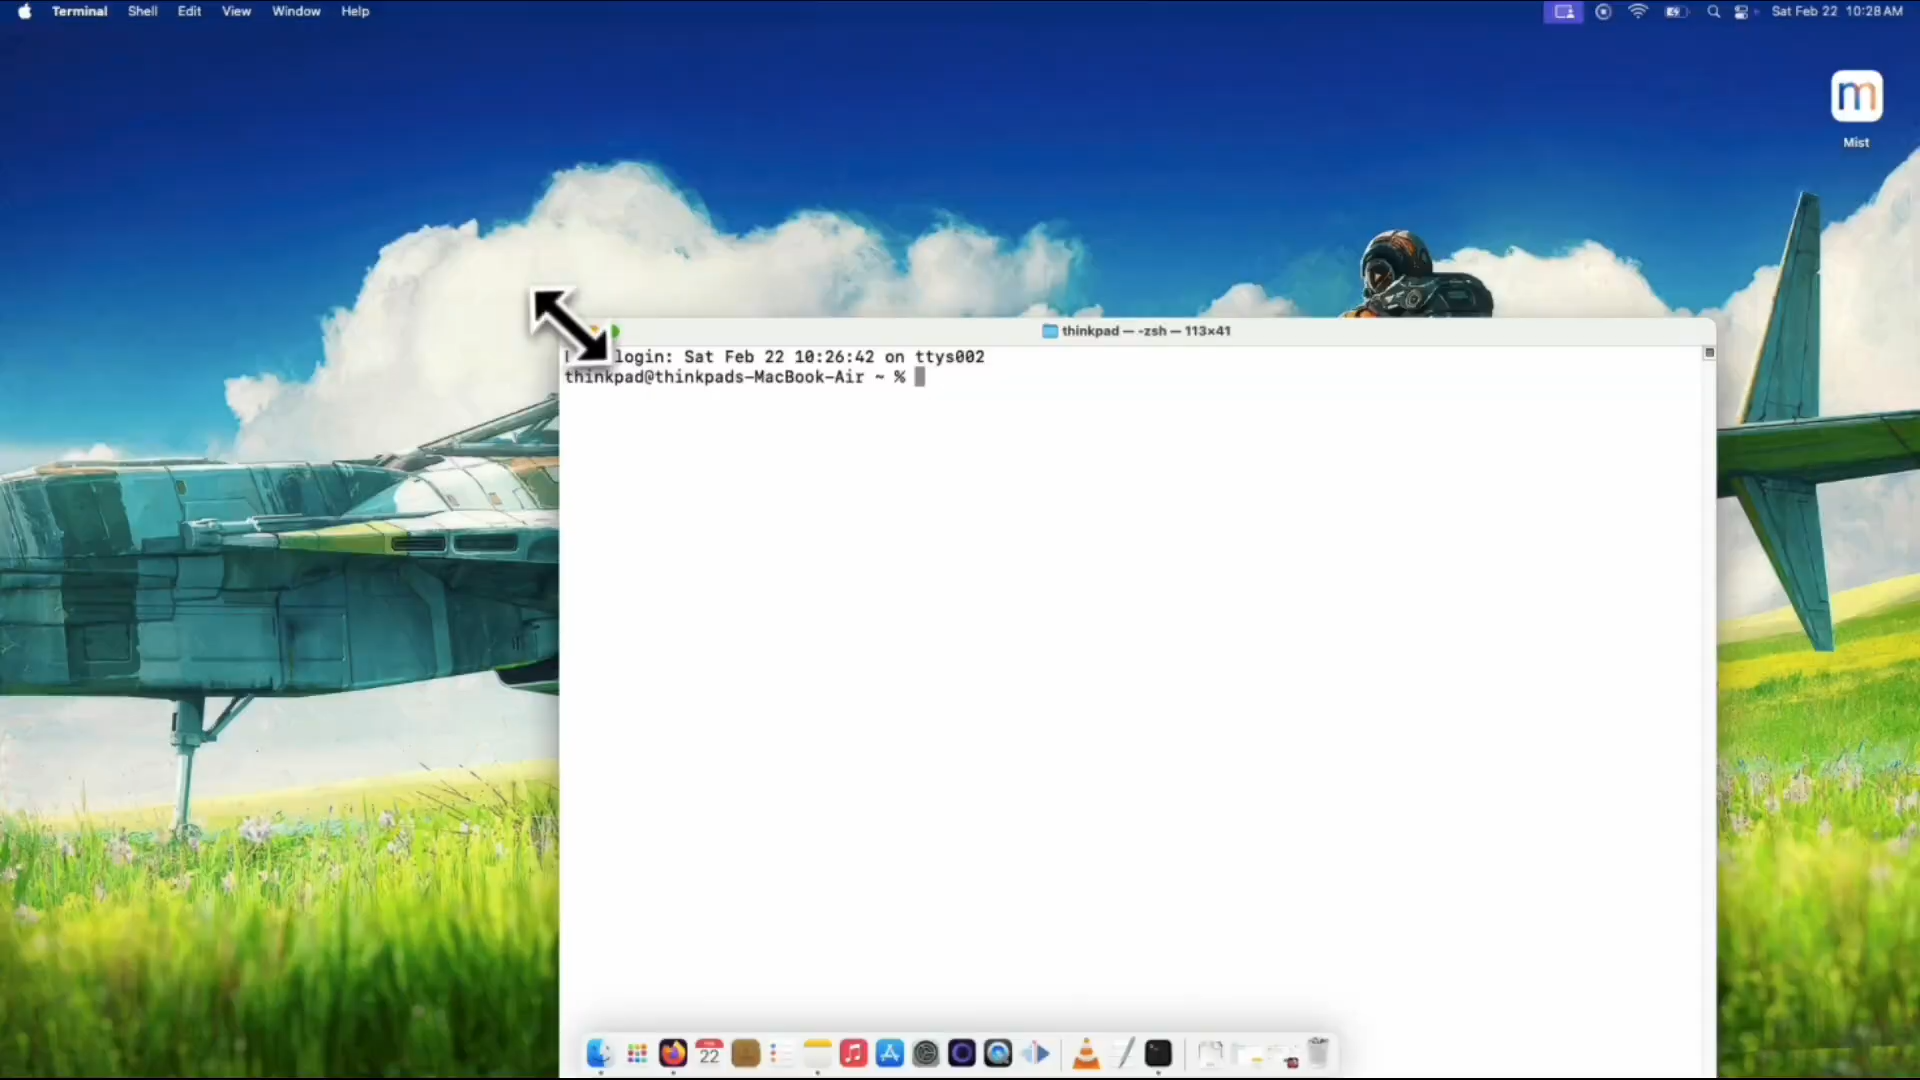 Terminal Shell Edit View Window Help
Sat Feb 22 10:28 AM
m
Mist
thinkpad — -zsh — 113×41
login: Sat Feb 22 10:26:42 on ttys002
thinkpad@thinkpads-MacBook-Air ~ %
22